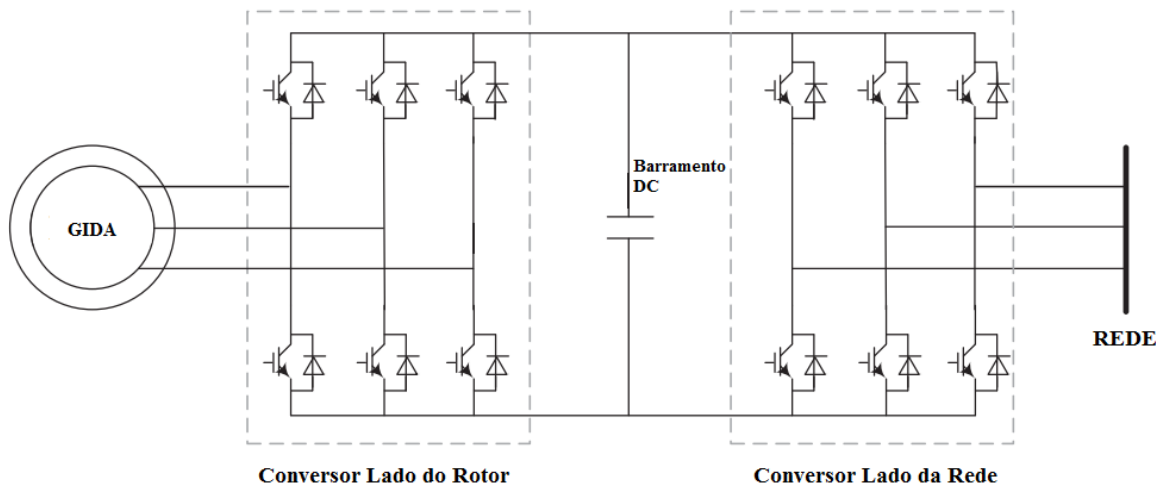 Barramento
DC
GIDA
REDE
Conversor Lado do Rotor
Conversor Lado da Rede